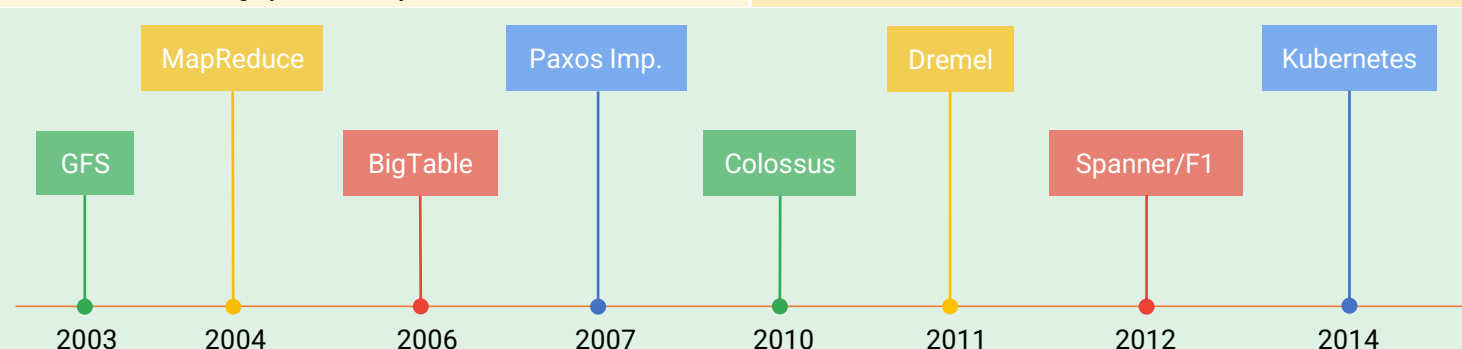 MapReduce
Paxos Imp.
Dremel
Kubernetes
GFS
BigTable
Colossus
Spanner/F1
2003
2004
2006
2007
2010
2011
2012
2014